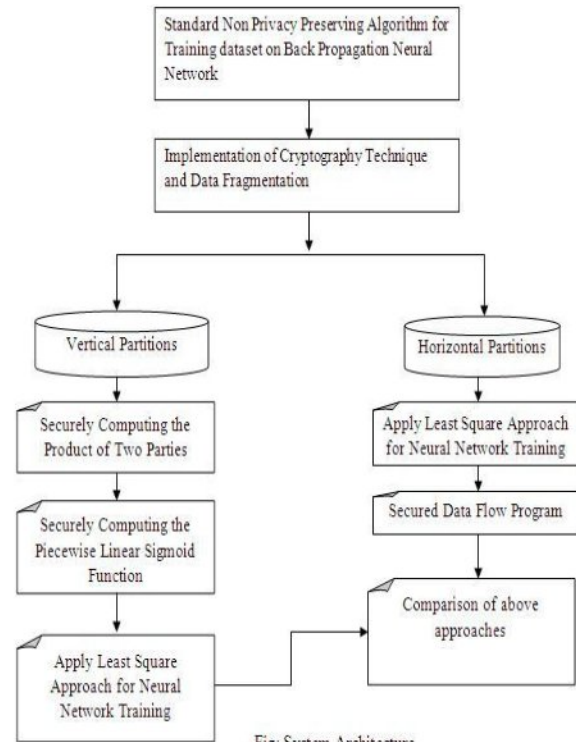 Standard Non Privacy Preserving Algorithm for
Training dataset on Back Propagation Neural
Network
Implementation of Cryptography Technique
and Data Fragmentation
Vertical Partitions
Horizontal Partitions
Securely Computing the
Product of Two Parties
Apply Least Square Approach
for Neural Network Training
Securely Computing the
Piecewise Linear Sigmoid
Function
Secured Data Flow Program
Comparison of above
approaches
Apply Least Square
Approach for Neural
Network Training
Fig: System Architecture